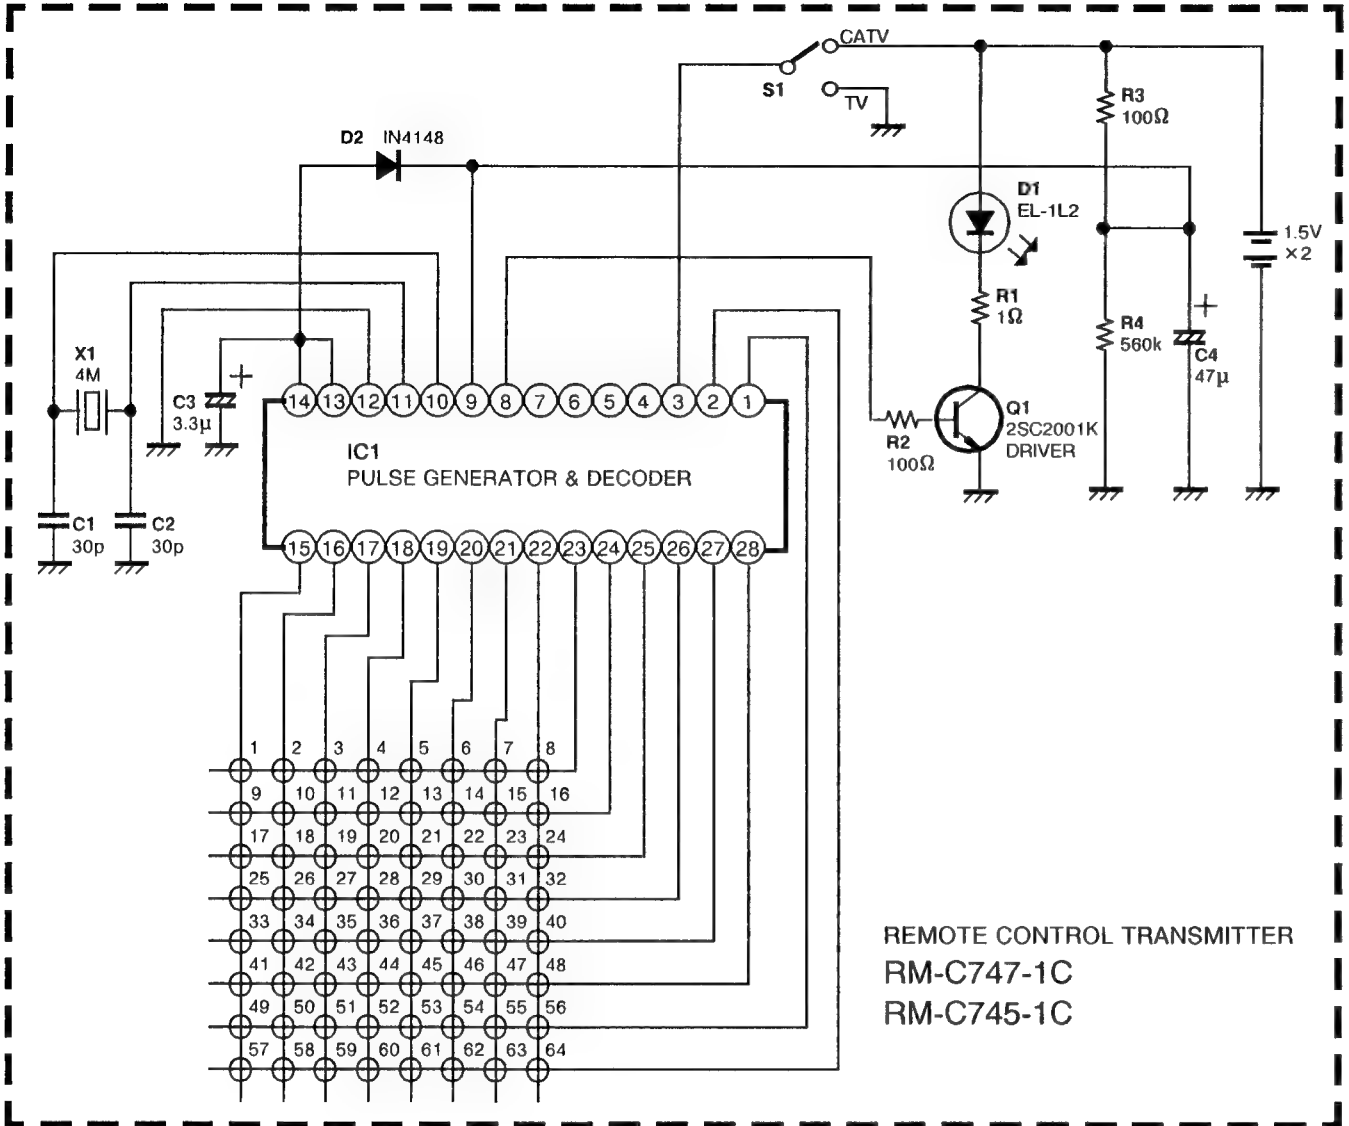 CATV
S1
TV
R3
100Ω
D2 IN4148
D1
EL-1L2
1.5V
×2
R1
1Ω
+
R4
560k
C4
47μ
X1
4M
+
C3
3.3μ
14 13 12 11 10 9 8 7 6 5 4 3 2 1
Q1
2SC2001K
DRIVER
R2
100Ω
IC1
PULSE GENERATOR & DECODER
C1
30p
C2
30p
15 16 17 18 19 20 21 22 23 24 25 26 27 28
1 2 3 4 5 6 7 8
9 10 11 12 13 14 15 16
17 18 19 20 21 22 23 24
25 26 27 28 29 30 31 32
33 34 35 36 37 38 39 40
41 42 43 44 45 46 47 48
49 50 51 52 53 54 55 56
57 58 59 60 61 62 63 64
REMOTE CONTROL TRANSMITTER
RM-C747-1C
RM-C745-1C